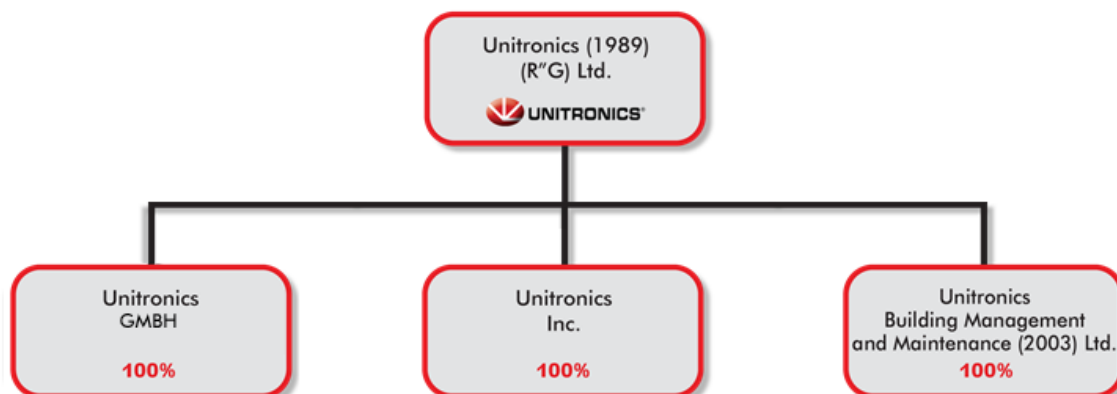 Unitronics (1989)
(R"G) Ltd.
UNITRONICS®
Unitronics
GMBH
100%
Unitronics
Inc.
100%
Unitronics
Building Management
and Maintenance (2003) Ltd.
100%